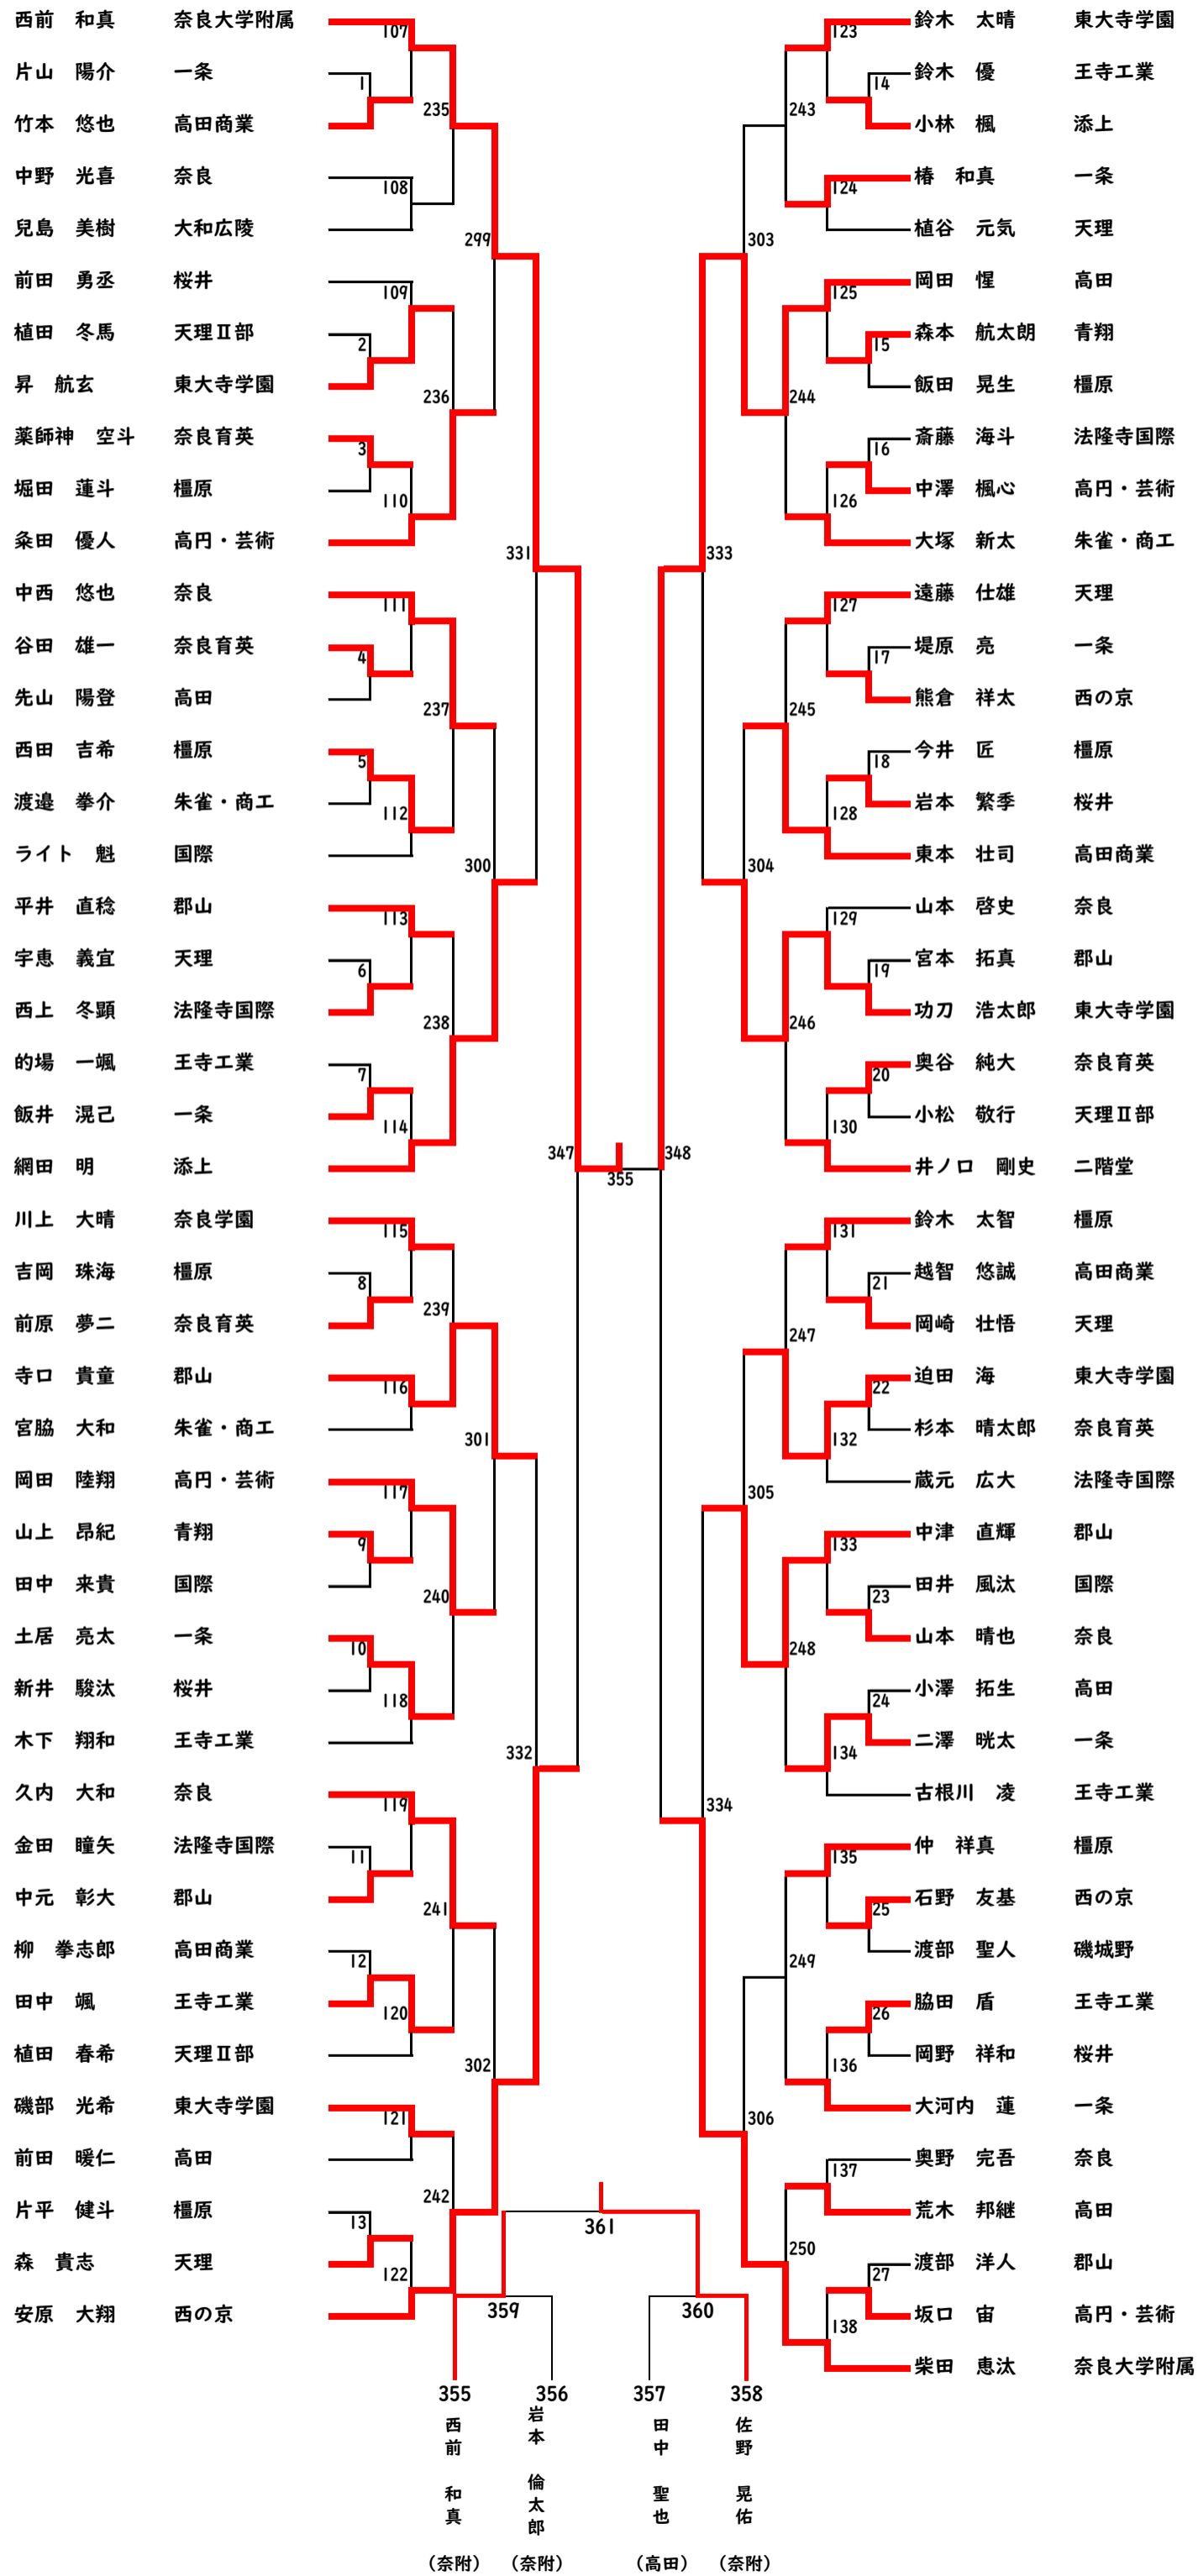 西前　和真　奈良大学附属
片山　陽介　一条
竹本　悠也　高田商業
中野　光喜　奈良
兒島　美樹　大和広陵
前田　勇丞　桜井
植田　冬馬　天理Ⅱ部
昇　航玄　東大寺学園
薬師神　空斗　奈良育英
堀田　蓮斗　橿原
粂田　優人　高円・芸術
中西　悠也　奈良
谷田　雄一　奈良育英
先山　陽登　高田
西田　吉希　橿原
渡邉　拳介　朱雀・商工
ライト　魁　国際
平井　直稔　郡山
宇恵　義宜　天理
西上　冬顕　法隆寺国際
的場　一颯　王寺工業
飯井　滉己　一条
網田　明　添上
川上　大晴　奈良学園
吉岡　珠海　橿原
前原　夢二　奈良育英
寺口　貴童　郡山
宮脇　大和　朱雀・商工
岡田　陸翔　高円・芸術
山上　昂紀　青翔
田中　来貴　国際
土居　亮太　一条
新井　駿汰　桜井
木下　翔和　王寺工業
久内　大和　奈良
金田　瞳矢　法隆寺国際
中元　彰大　郡山
柳　拳志郎　高田商業
田中　颯　王寺工業
植田　春希　天理Ⅱ部
磯部　光希　東大寺学園
前田　暖仁　高田
片平　健斗　橿原
森　貴志　天理
安原　大翔　西の京
107
1
235
108
299
109
2
236
3
110
331
111
4
237
5
112
300
113
6
238
7
114
347
115
8
239
116
301
117
9
240
10
118
332
119
11
241
12
120
302
121
242
13
122
355
348
123
14
243
124
303
125
15
244
16
126
333
127
17
245
18
128
304
129
19
246
20
130
131
21
247
22
132
305
133
23
248
24
134
334
135
25
249
26
136
306
137
250
27
138
鈴木　太晴　東大寺学園
鈴木　優　王寺工業
小林　楓　添上
椿　和真　一条
植谷　元気　天理
岡田　惺　高田
森本　航太朗　青翔
飯田　晃生　橿原
斎藤　海斗　法隆寺国際
中澤　楓心　高円・芸術
大塚　新太　朱雀・商工
遠藤　仕雄　天理
堤原　亮　一条
熊倉　祥太　西の京
今井　匠　橿原
岩本　繁季　桜井
東本　壮司　高田商業
山本　啓史　奈良
宮本　拓真　郡山
功刀　浩太郎　東大寺学園
奥谷　純大　奈良育英
小松　敬行　天理Ⅱ部
井ノ口　剛史　二階堂
鈴木　太智　橿原
越智　悠誠　高田商業
岡崎　壮悟　天理
迫田　海　東大寺学園
杉本　晴太郎　奈良育英
蔵元　広大　法隆寺国際
中津　直輝　郡山
田井　風汰　国際
山本　晴也　奈良
小澤　拓生　高田
二澤　晄太　一条
古根川　凌　王寺工業
仲　祥真　橿原
石野　友基　西の京
渡部　聖人　磯城野
脇田　盾　王寺工業
岡野　祥和　桜井
大河内　蓮　一条
奥野　完吾　奈良
荒木　邦継　高田
渡部　洋人　郡山
坂口　宙　高円・芸術
柴田　恵汰　奈良大学附属
361
359
360
355
356
357
358
西前　和真
岩本　倫太郎
田中　聖也
佐野　晃佑
（奈附）
（奈附）
（高田）
（奈附）